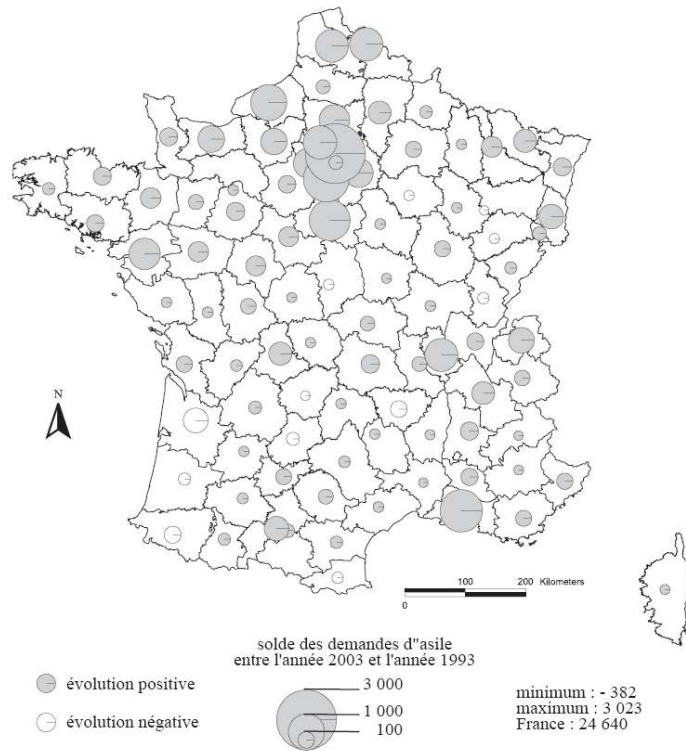 N
100 200 Kilometers
0
solde des demandes d"asile
entre l'année 2003 et l'année 1993
évolution positive
évolution négative
3 000
1 000
100
minimum : - 382
maximum : 3 023
France : 24 640